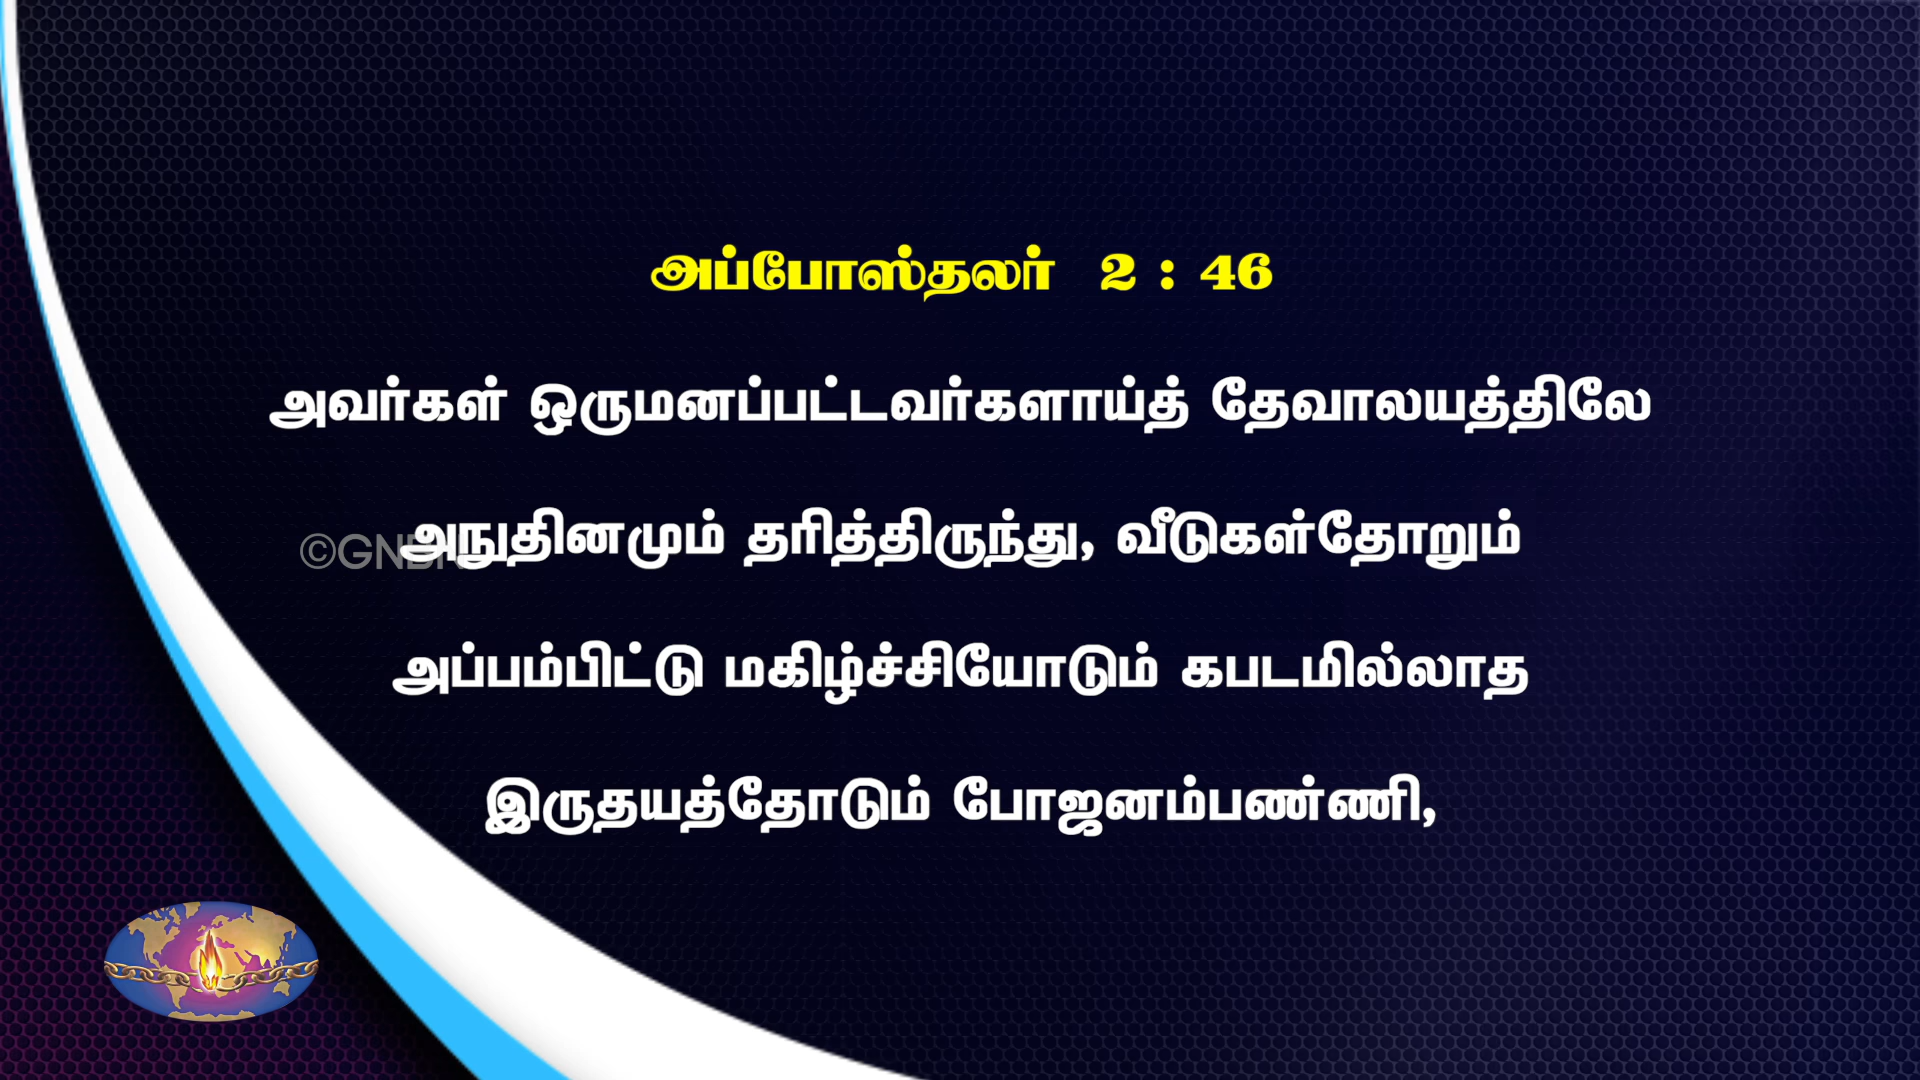 அப்போஸ்தலர் 2 : 46
அவர்கள் ஒருமனப்பட்டவர்களாய்த் தேவாலயத்திலே
அநுதினமும் தரித்திருந்து, வீடுகள்தோறும்
அப்பம்பிட்டு மகிழ்ச்சியோடும் கபடமில்லாத
இருதயத்தோடும் போஜனம்பண்ணி,